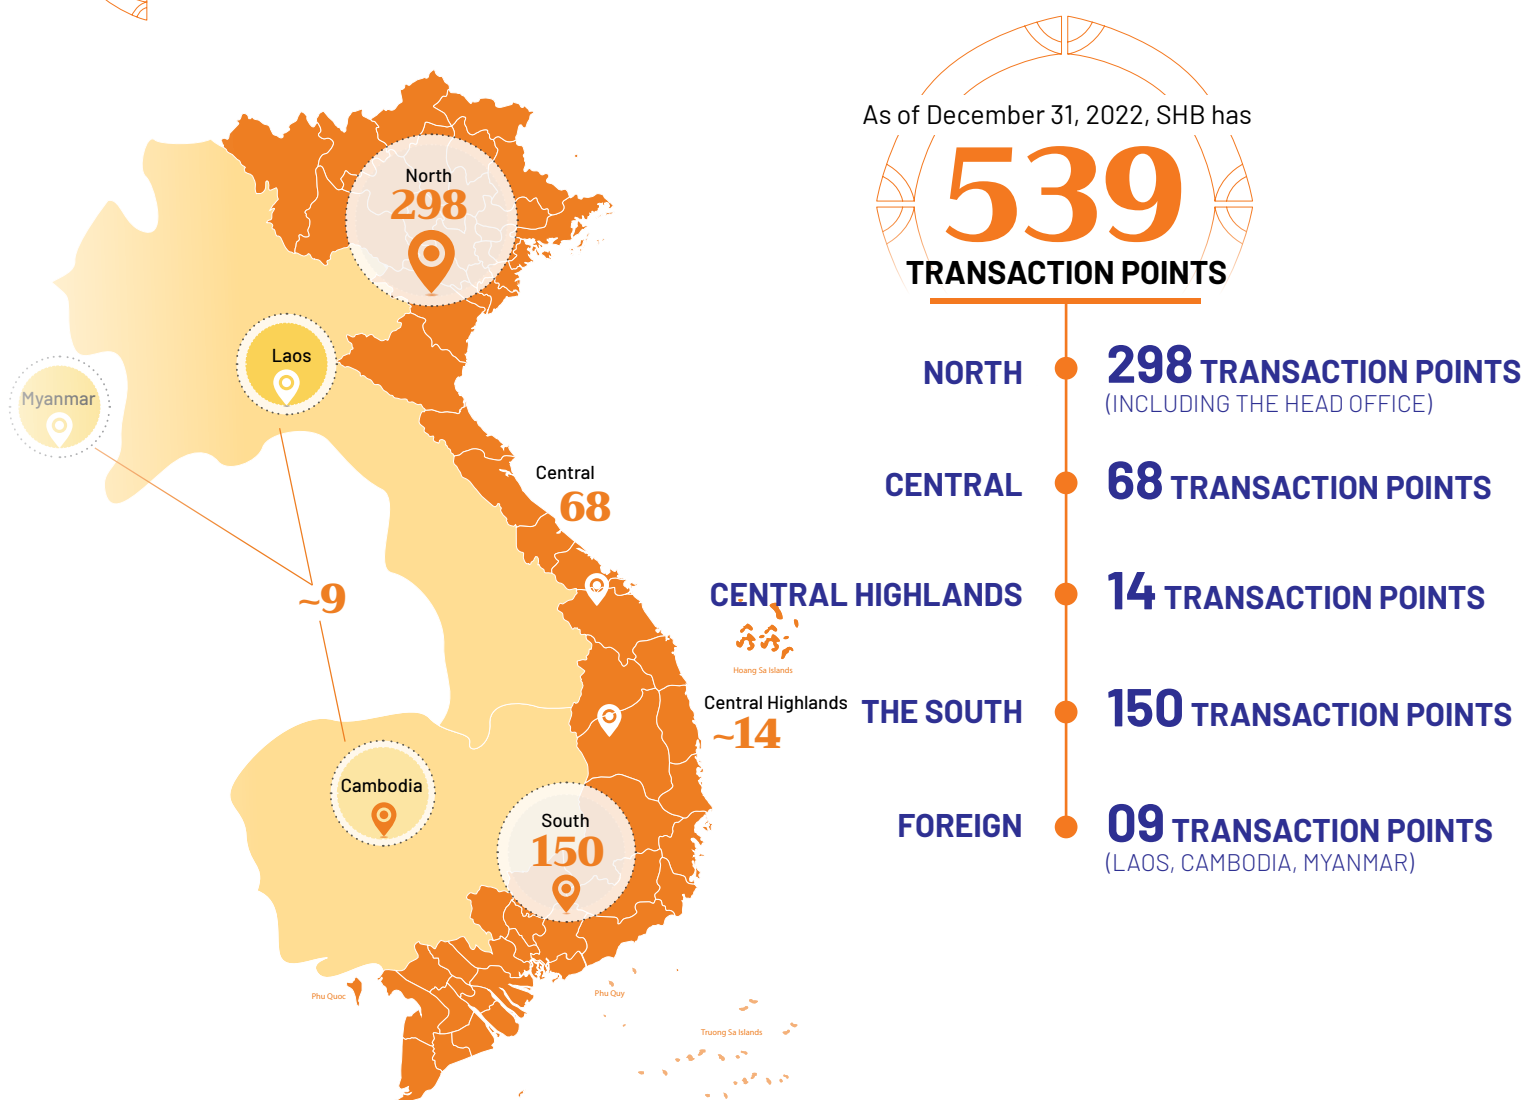 North
298
Laos
Myanmar
Central
68
~9
Hoang Sa Islands
Central Highlands
~14
Cambodia
South
150
Phu Quoc
Phu Quy
Truong Sa Islands
As of December 31, 2022, SHB has
539
TRANSACTION POINTS
NORTH
298 TRANSACTION POINTS
(INCLUDING THE HEAD OFFICE)
CENTRAL
68 TRANSACTION POINTS
CENTRAL HIGHLANDS
14 TRANSACTION POINTS
THE SOUTH
150 TRANSACTION POINTS
FOREIGN
09 TRANSACTION POINTS
(LAOS, CAMBODIA, MYANMAR)